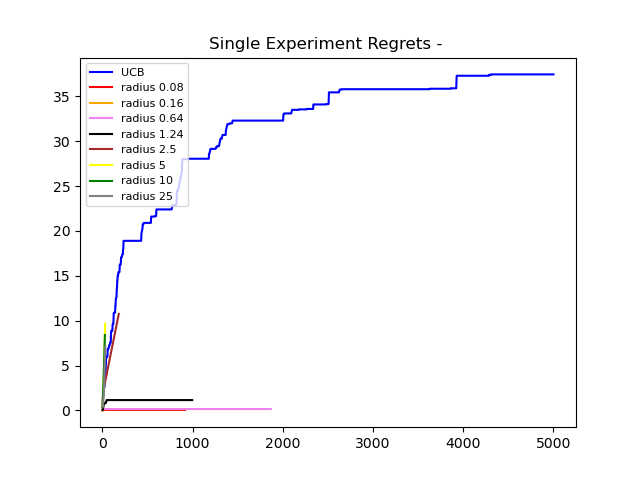 Single Experiment Regrets -
UCB
radius 0.08
radius 0.16
radius 0.64
radius 1.24
radius 2.5
radius 5
radius 10
radius 25
35
30
25
20
15
10
5
0
0 1000 2000 3000 4000 5000